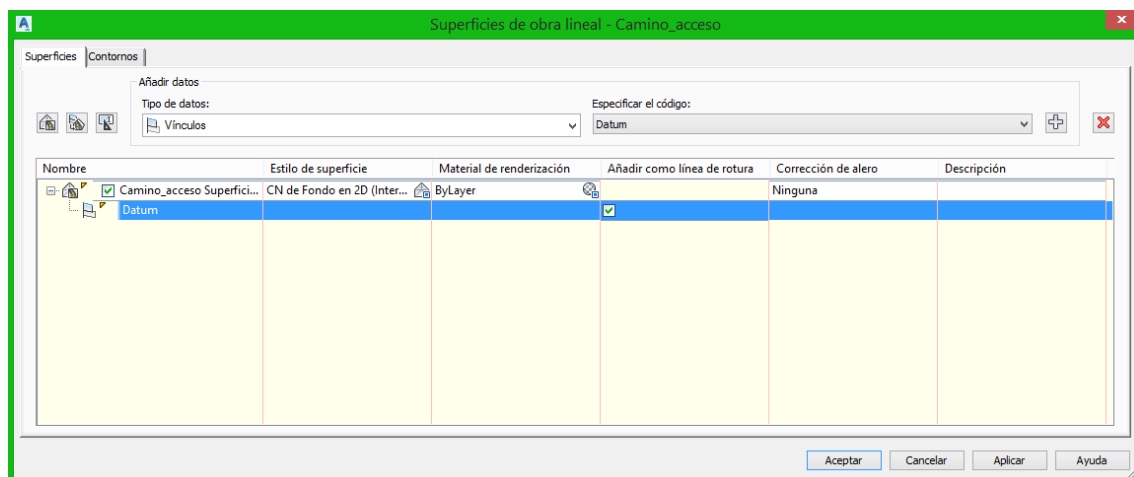 Superficies de obra lineal - Camino_acceso
Superficies Contornos
Añadir datos
Tipo de datos: Especificar el código:
Vínculos Datum
Nombre Estilo de superficie Material de renderización Añadir como línea de rotura Corrección de alero Descripción
Camino_acceso Superfici... CN de Fondo en 2D (Inter... ByLayer Ninguna
Datum
Aceptar Cancelar Aplicar Ayuda